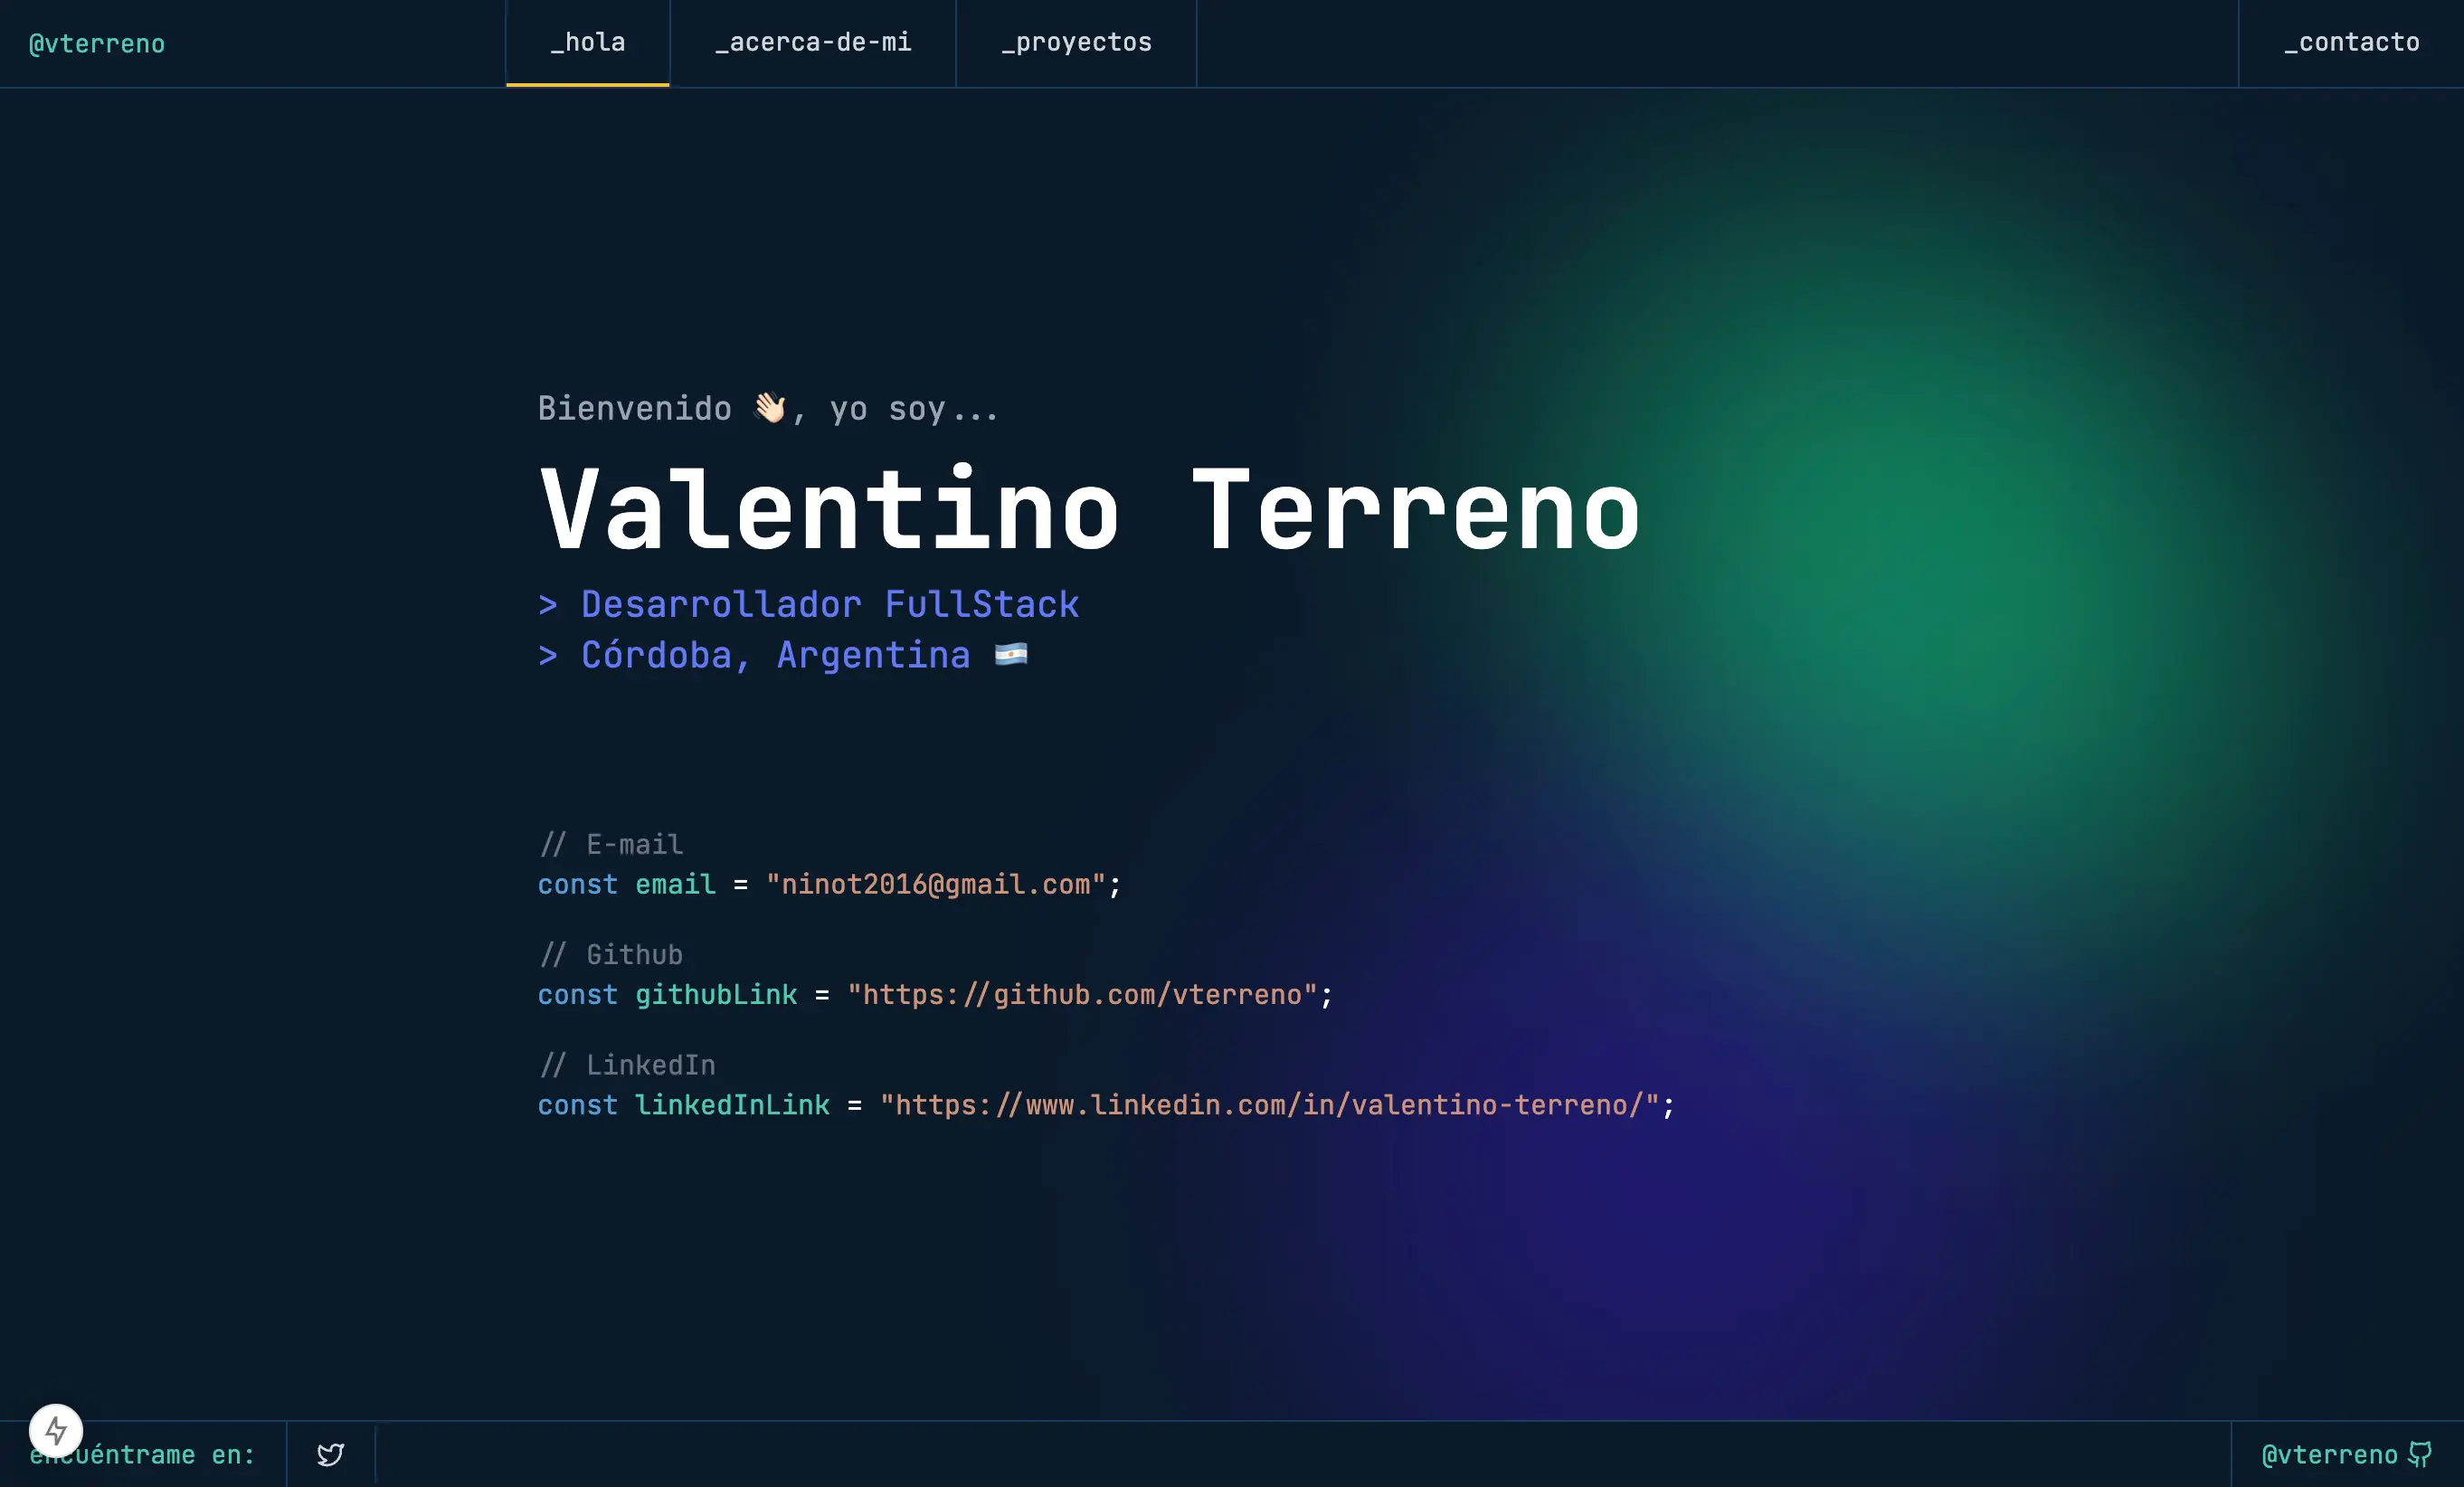 @vterreno
_hola
_acerca-de-mi
_proyectos
_contacto
Bienvenido 👋🏻, yo soy...
Valentino Terreno
> Desarrollador FullStack
> Córdoba, Argentina 🇦🇷
// E-mail
const email = "ninot2016@gmail.com";
// Github
const githubLink = "https://github.com/vterreno";
// LinkedIn
const linkedInLink = "https://www.linkedin.com/in/valentino-terreno/";
encuéntrame en:
@vterreno